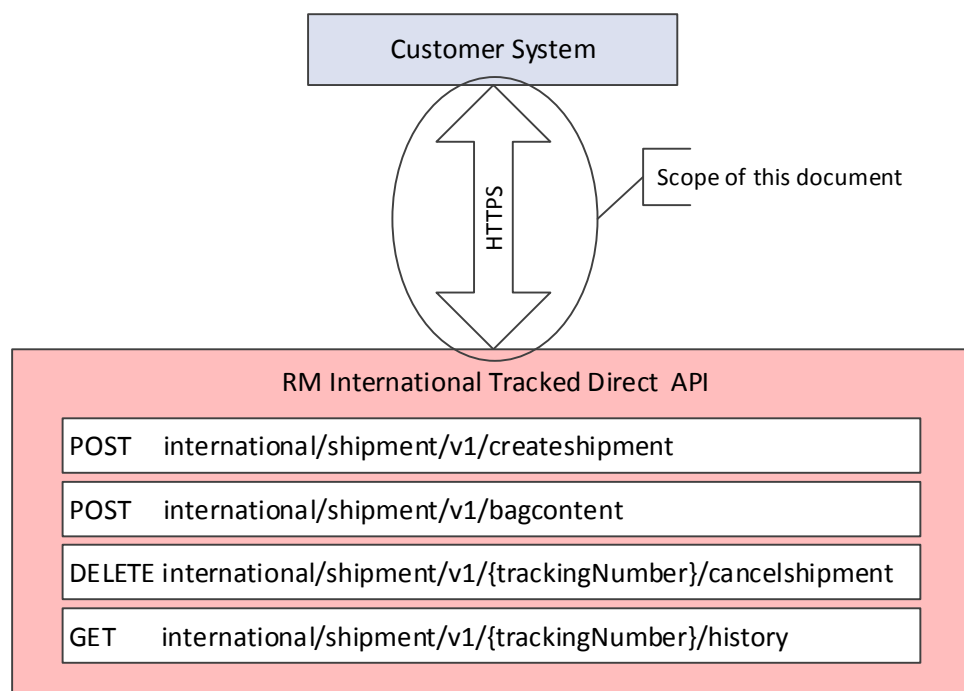 Customer System
HTTPS
Scope of this document
RM International Tracked Direct  API
POST international/shipment/v1/createshipment
POST international/shipment/v1/bagcontent
DELETE international/shipment/v1/{trackingNumber}/cancelshipment
GET international/shipment/v1/{trackingNumber}/history